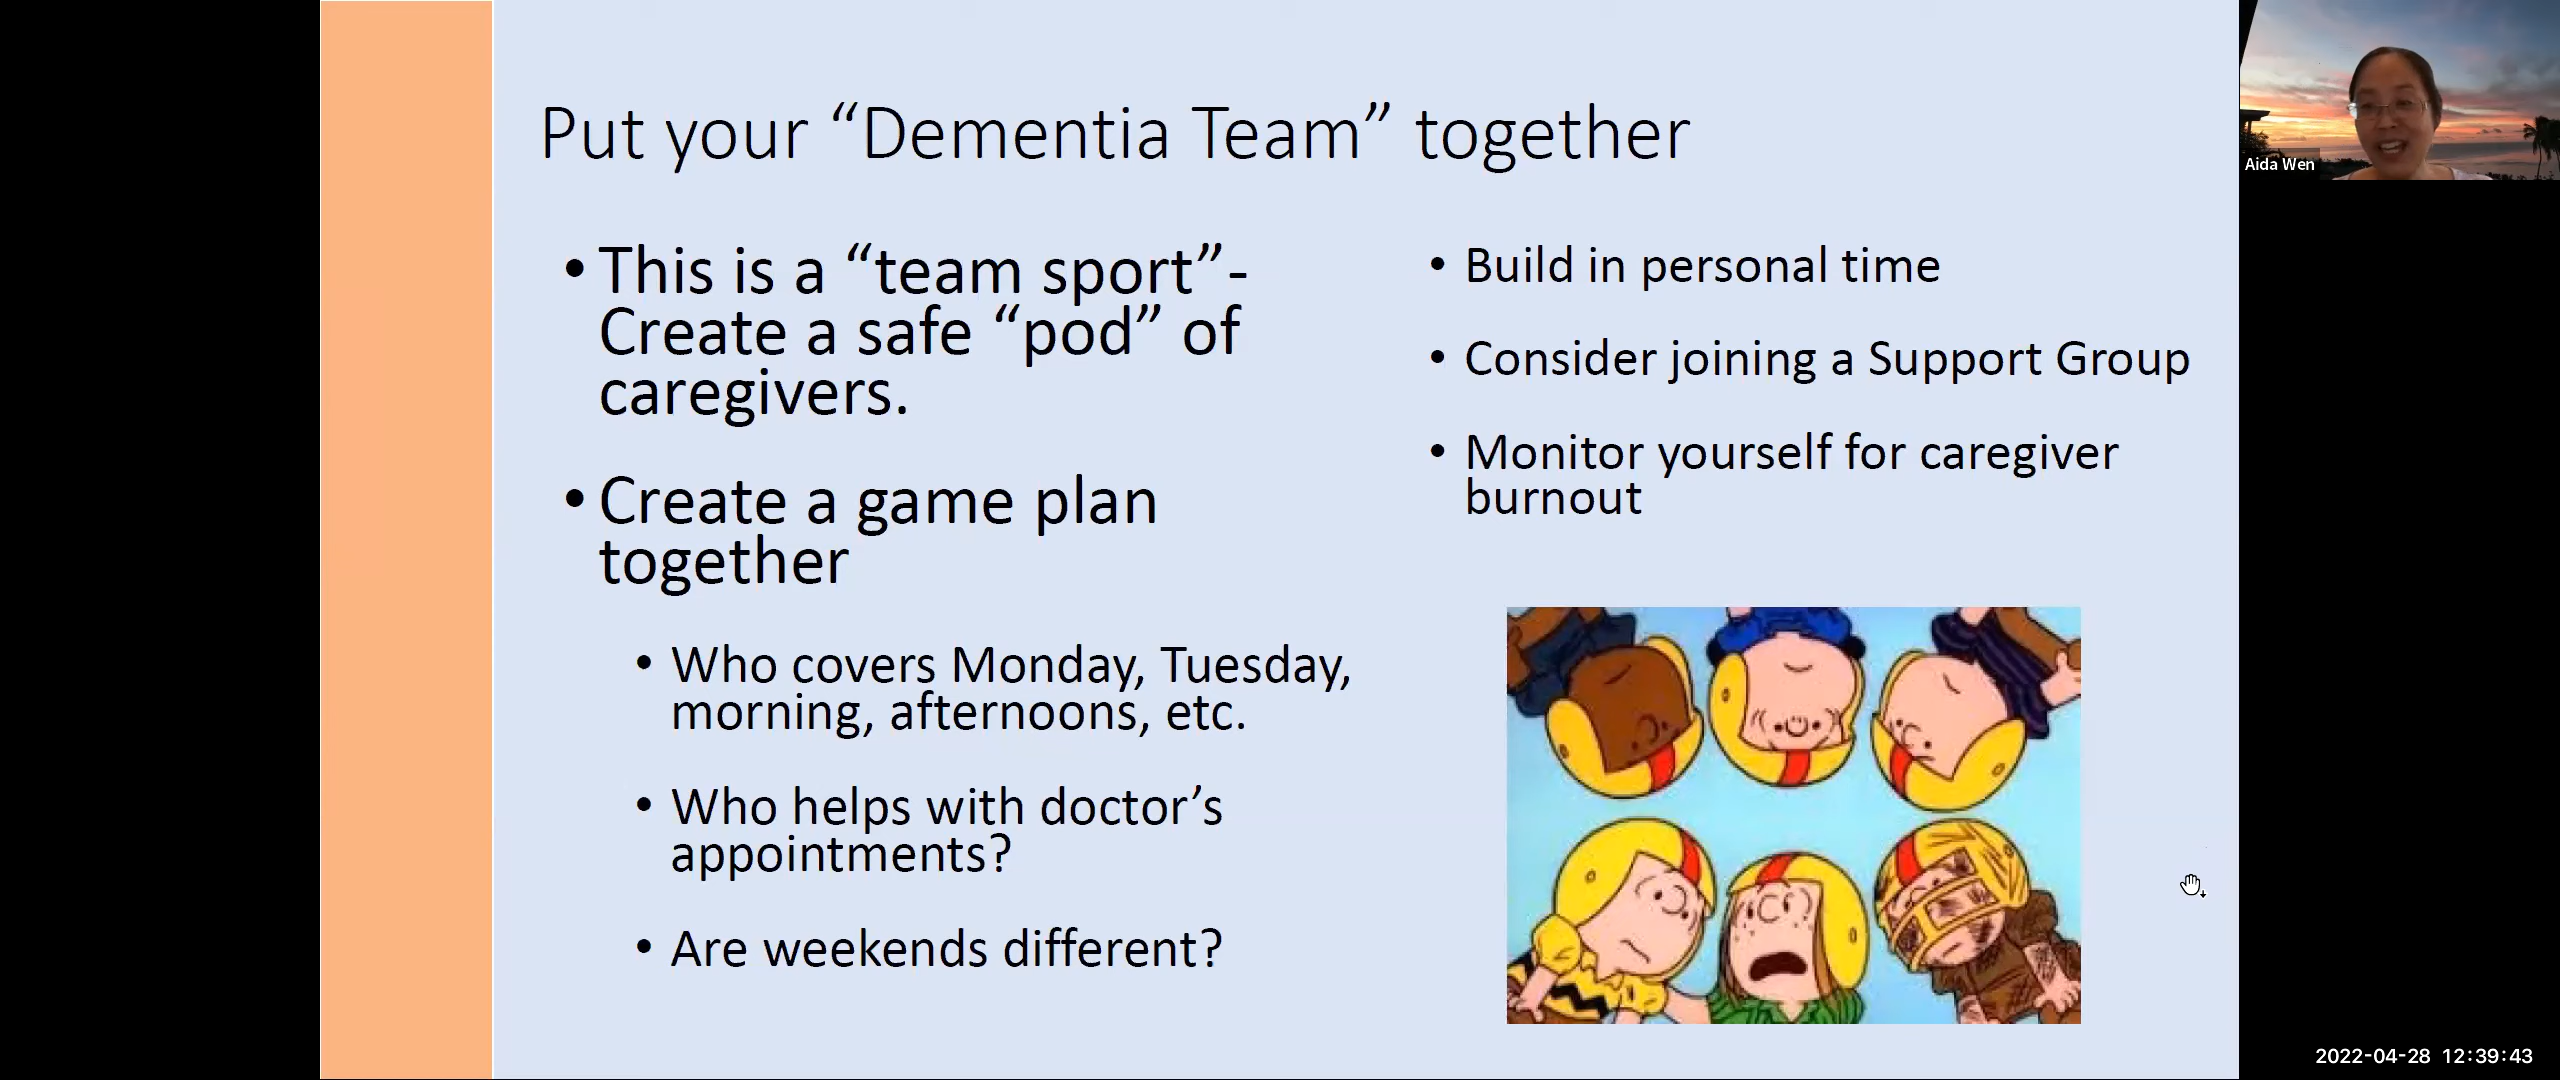 Put your “Dementia Team” together
• This is a “team sport”-
Create a safe “pod” of
caregivers.
• Create a game plan
together
• Who covers Monday, Tuesday,
morning, afternoons, etc.
• Who helps with doctor’s
appointments?
• Are weekends different?
• Build in personal time
• Consider joining a Support Group
• Monitor yourself for caregiver
burnout
Aida Wen
2022-04-28 12:39:43